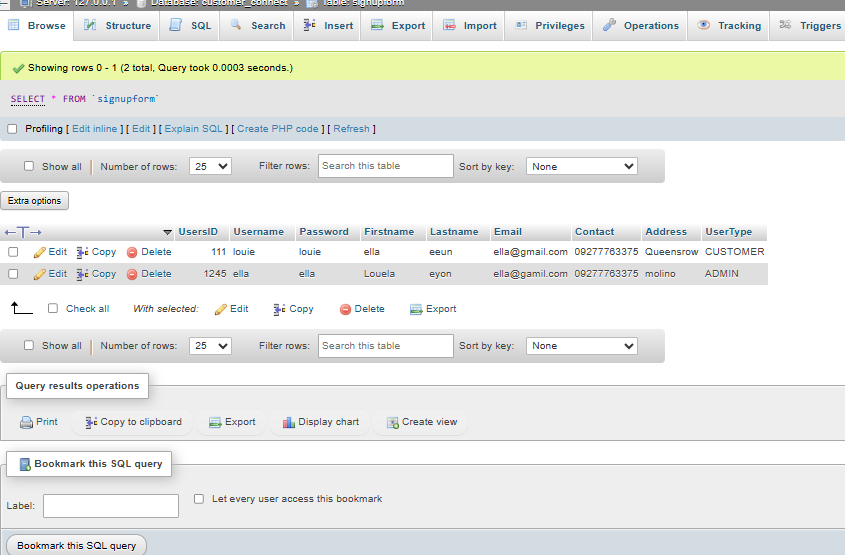 Server: 127.0.0.1 » Database: customer_connect » Table: signupform
Browse Structure SQL Search Insert Export Import Privileges Operations Tracking Triggers
Showing rows 0 - 1 (2 total, Query took 0.0003 seconds.)
SELECT * FROM `signupform`
Profiling [ Edit inline ] [ Edit ] [ Explain SQL ] [ Create PHP code ] [ Refresh ]
Show all Number of rows: 25 Filter rows: Search this table Sort by key: None
Extra options
UsersID Username Password Firstname Lastname Email Contact Address UserType
Edit Copy Delete 111 louie louie ella eeun ella@gmail.com 09277763375 Queensrow CUSTOMER
Edit Copy Delete 1245 ella ella Louela eyon ella@gamil.com 09277763375 molino ADMIN
Check all With selected: Edit Copy Delete Export
Show all Number of rows: 25 Filter rows: Search this table Sort by key: None
Query results operations
Print Copy to clipboard Export Display chart Create view
Bookmark this SQL query
Label: Let every user access this bookmark
Bookmark this SQL query